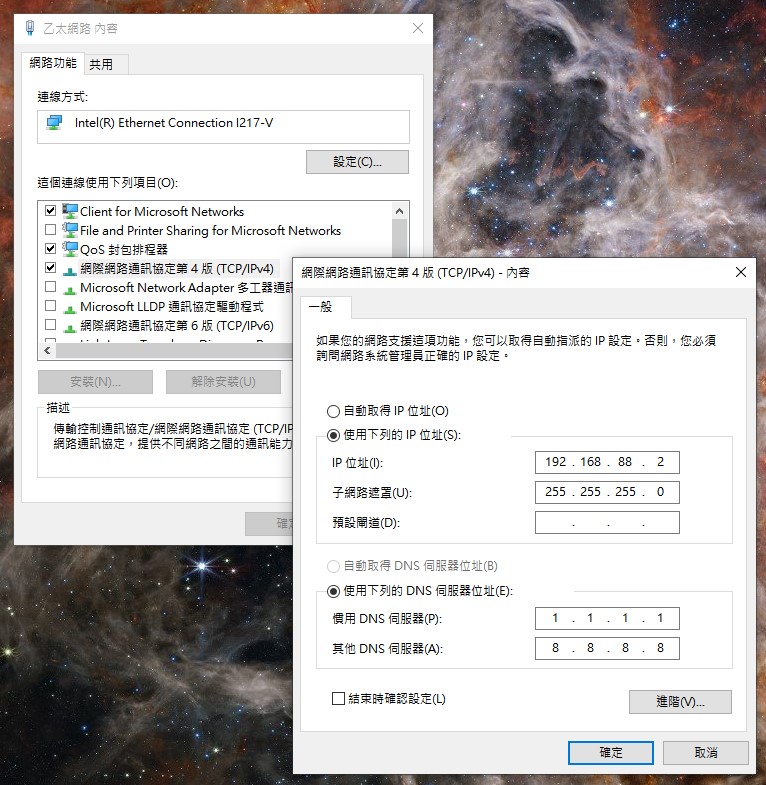 乙太網路 內容
網路功能
共用
連線方式:
Intel(R) Ethernet Connection I217-V
設定(C)...
這個連線使用下列項目(O):
Client for Microsoft Networks
File and Printer Sharing for Microsoft Networks
QoS 封包排程器
網際網路通訊協定第 4 版 (TCP/IPv4)
Microsoft Network Adapter 多工器通訊
Microsoft LLDP 通訊協定驅動程式
網際網路通訊協定第 6 版 (TCP/IPv6)
安裝(N)...
解除安裝(U)
描述
傳輸控制通訊協定/網際網路通訊協定 (TCP/IP
網路通訊協定，提供不同網路之間的通訊能力
確定
網際網路通訊協定第 4 版 (TCP/IPv4) - 內容
一般
如果您的網路支援這項功能，您可以取得自動指派的 IP 設定。否則，您必須
詢問網路系統管理員正確的 IP 設定。
自動取得 IP 位址(O)
使用下列的 IP 位址(S):
IP 位址(I):
192 . 168 . 88 . 2
子網路遮罩(U):
255 . 255 . 255 . 0
預設閘道(D):
. . .
自動取得 DNS 伺服器位址(B)
使用下列的 DNS 伺服器位址(E):
慣用 DNS 伺服器(P):
1 . 1 . 1 . 1
其他 DNS 伺服器(A):
8 . 8 . 8 . 8
結束時確認設定(L)
進階(V)...
確定
取消